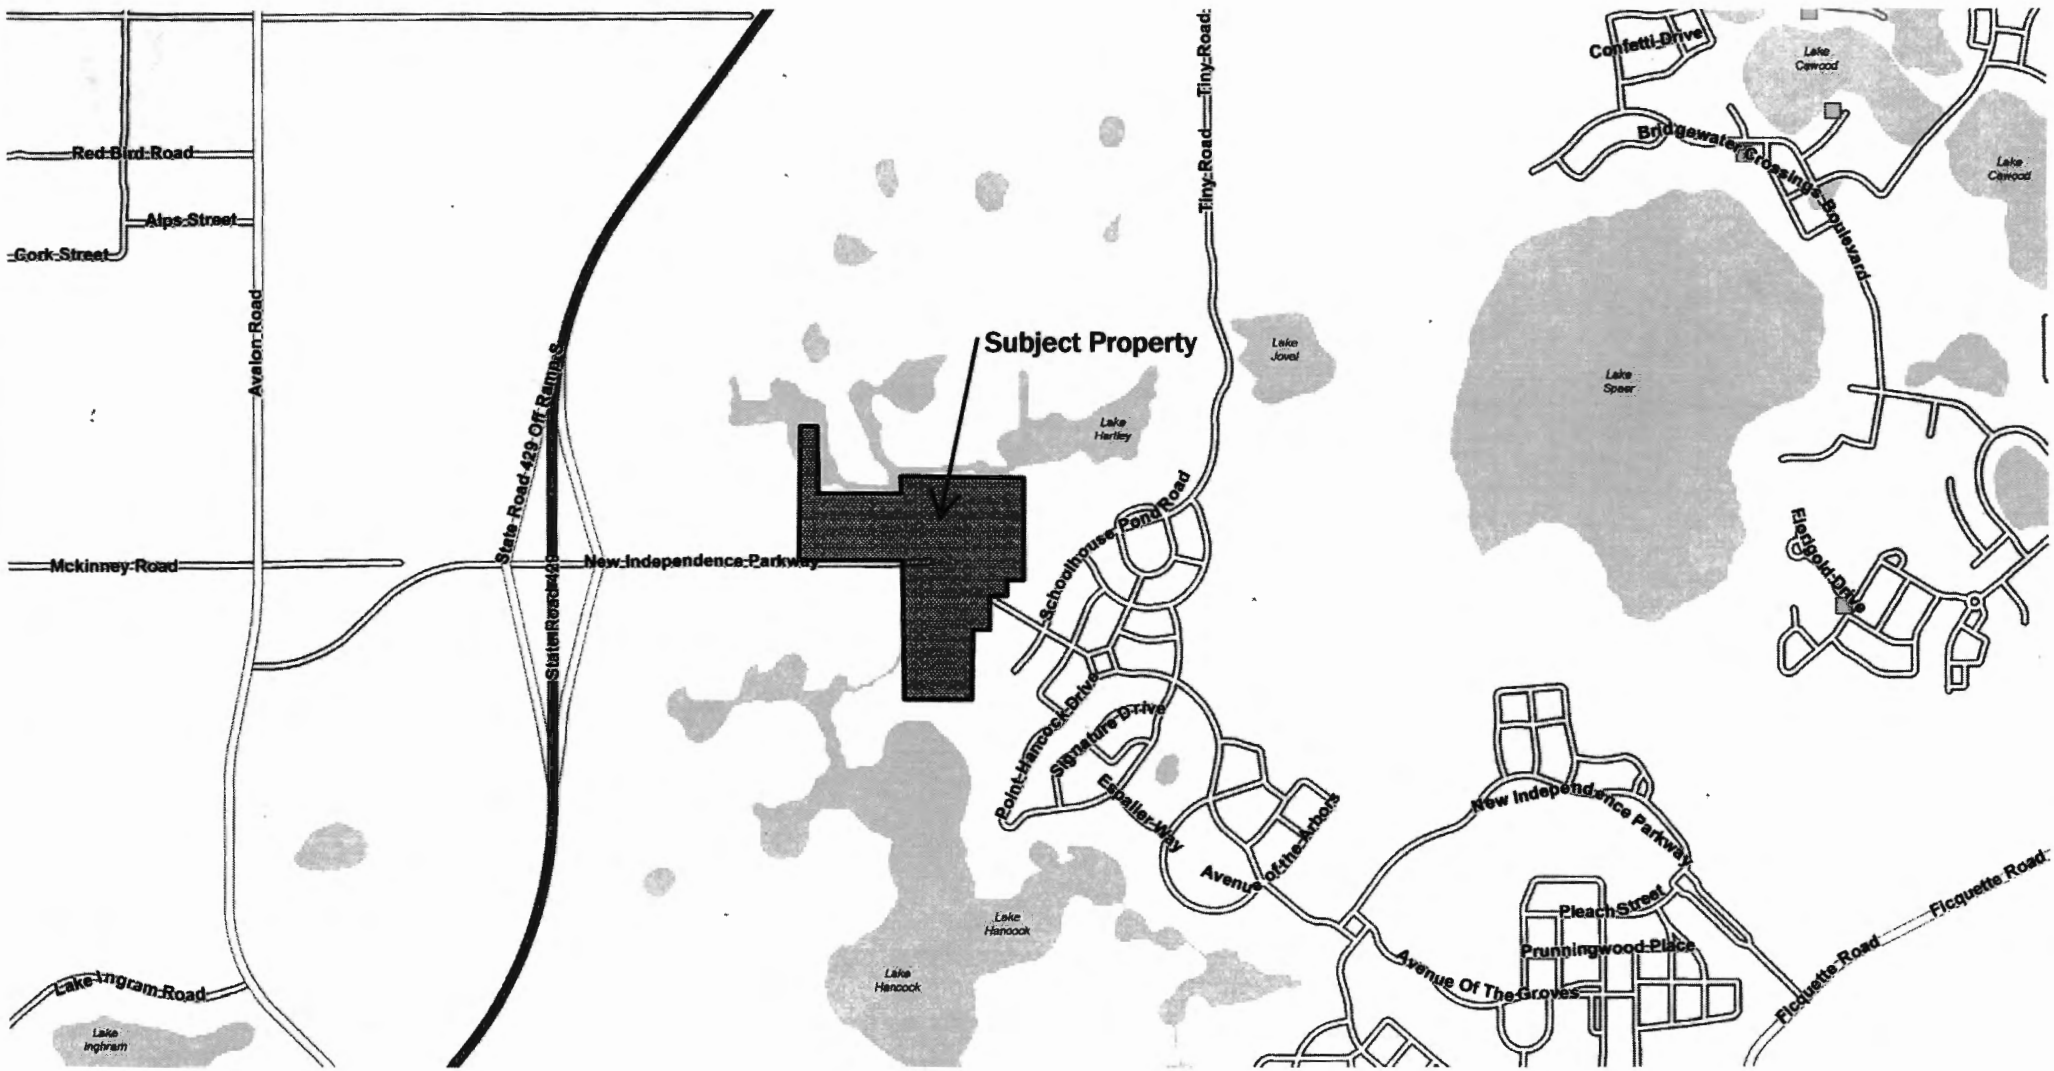 Tiny Road
Tiny Road
Tiny Road
Confetti Drive
Lake
Cawood
Bridgewater Crossings Boulevard
Lake
Cawood
Red Bird Road
Alps Street
Cork Street
Avalon Road
State Road 429 Off Ramp S
Subject Property
Lake
Jovel
Lake
Speer
Lake
Hartley
Schoolhouse Pond Road
Florigold Drive
Mckinney Road
New Independence Parkway
State Road 429
Point Hancock Drive
Signature Drive
Espalier Way
Avenue of the Arbors
New Independence Parkway
Pleach Street
Prunningwood Place
Avenue Of The Groves
Ficquette Road
Ficquette Road
Lake
Hancock
Lake
Hancock
Lake Ingram Road
Lake
Inghram